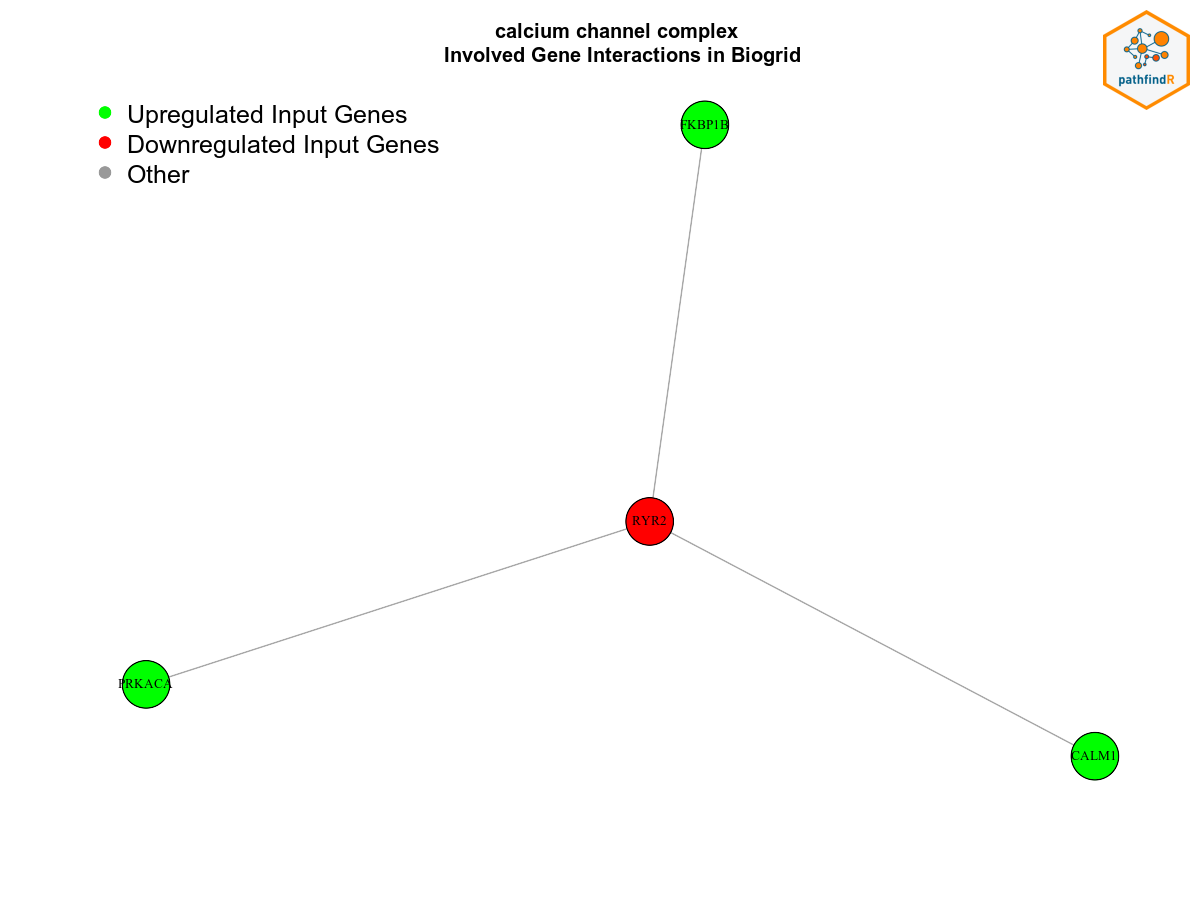 calcium channel complex
Involved Gene Interactions in Biogrid
pathfindR
Upregulated Input Genes
Downregulated Input Genes
Other
FKBP1B
RYR2
PRKACA
CALM1